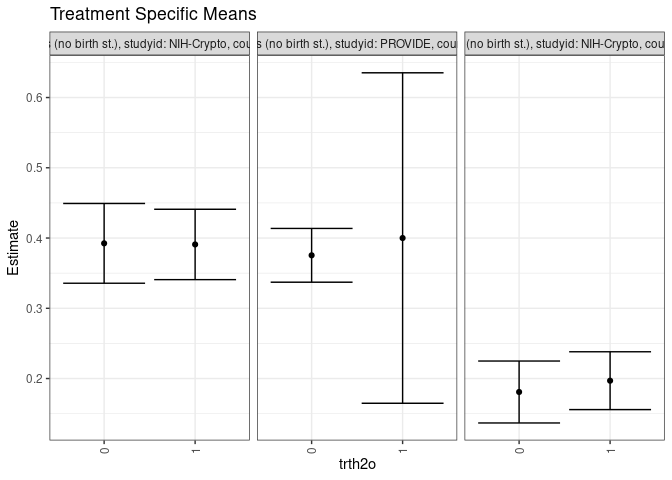 Treatment Specific Means
s (no birth st.), studyid: NIH-Crypto, cou
s (no birth st.), studyid: PROVIDE, cou
(no birth st.), studyid: NIH-Crypto, cou
Estimate
0.6
0.5
0.4
0.3
0.2
0
1
0
1
0
1
trth2o